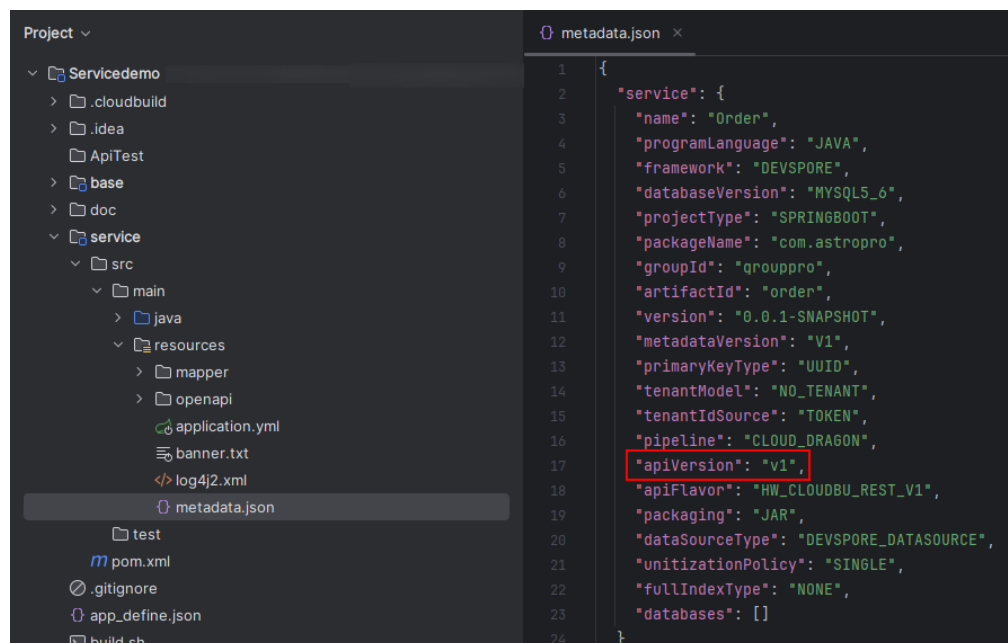 Project
Servicedemo
.cloudbuild
.idea
ApiTest
base
doc
service
src
main
java
resources
mapper
openapi
application.yml
banner.txt
log4j2.xml
metadata.json
test
pom.xml
.gitignore
app_define.json
build.sh
metadata.json
1 {
2 "service": {
3 "name": "Order",
4 "programLanguage": "JAVA",
5 "framework": "DEVSPORE",
6 "databaseVersion": "MYSQL5_6",
7 "projectType": "SPRINGBOOT",
8 "packageName": "com.astropro",
9 "groupId": "grouppro",
10 "artifactId": "order",
11 "version": "0.0.1-SNAPSHOT",
12 "metadataVersion": "V1",
13 "primaryKeyType": "UUID",
14 "tenantModel": "NO_TENANT",
15 "tenantIdSource": "TOKEN",
16 "pipeline": "CLOUD_DRAGON",
17 "apiVersion": "v1",
18 "apiFlavor": "HW_CLOUDBU_REST_V1",
19 "packaging": "JAR",
20 "dataSourceType": "DEVSPORE_DATASOURCE",
21 "unitizationPolicy": "SINGLE",
22 "fullIndexType": "NONE",
23 "databases": []
24 }